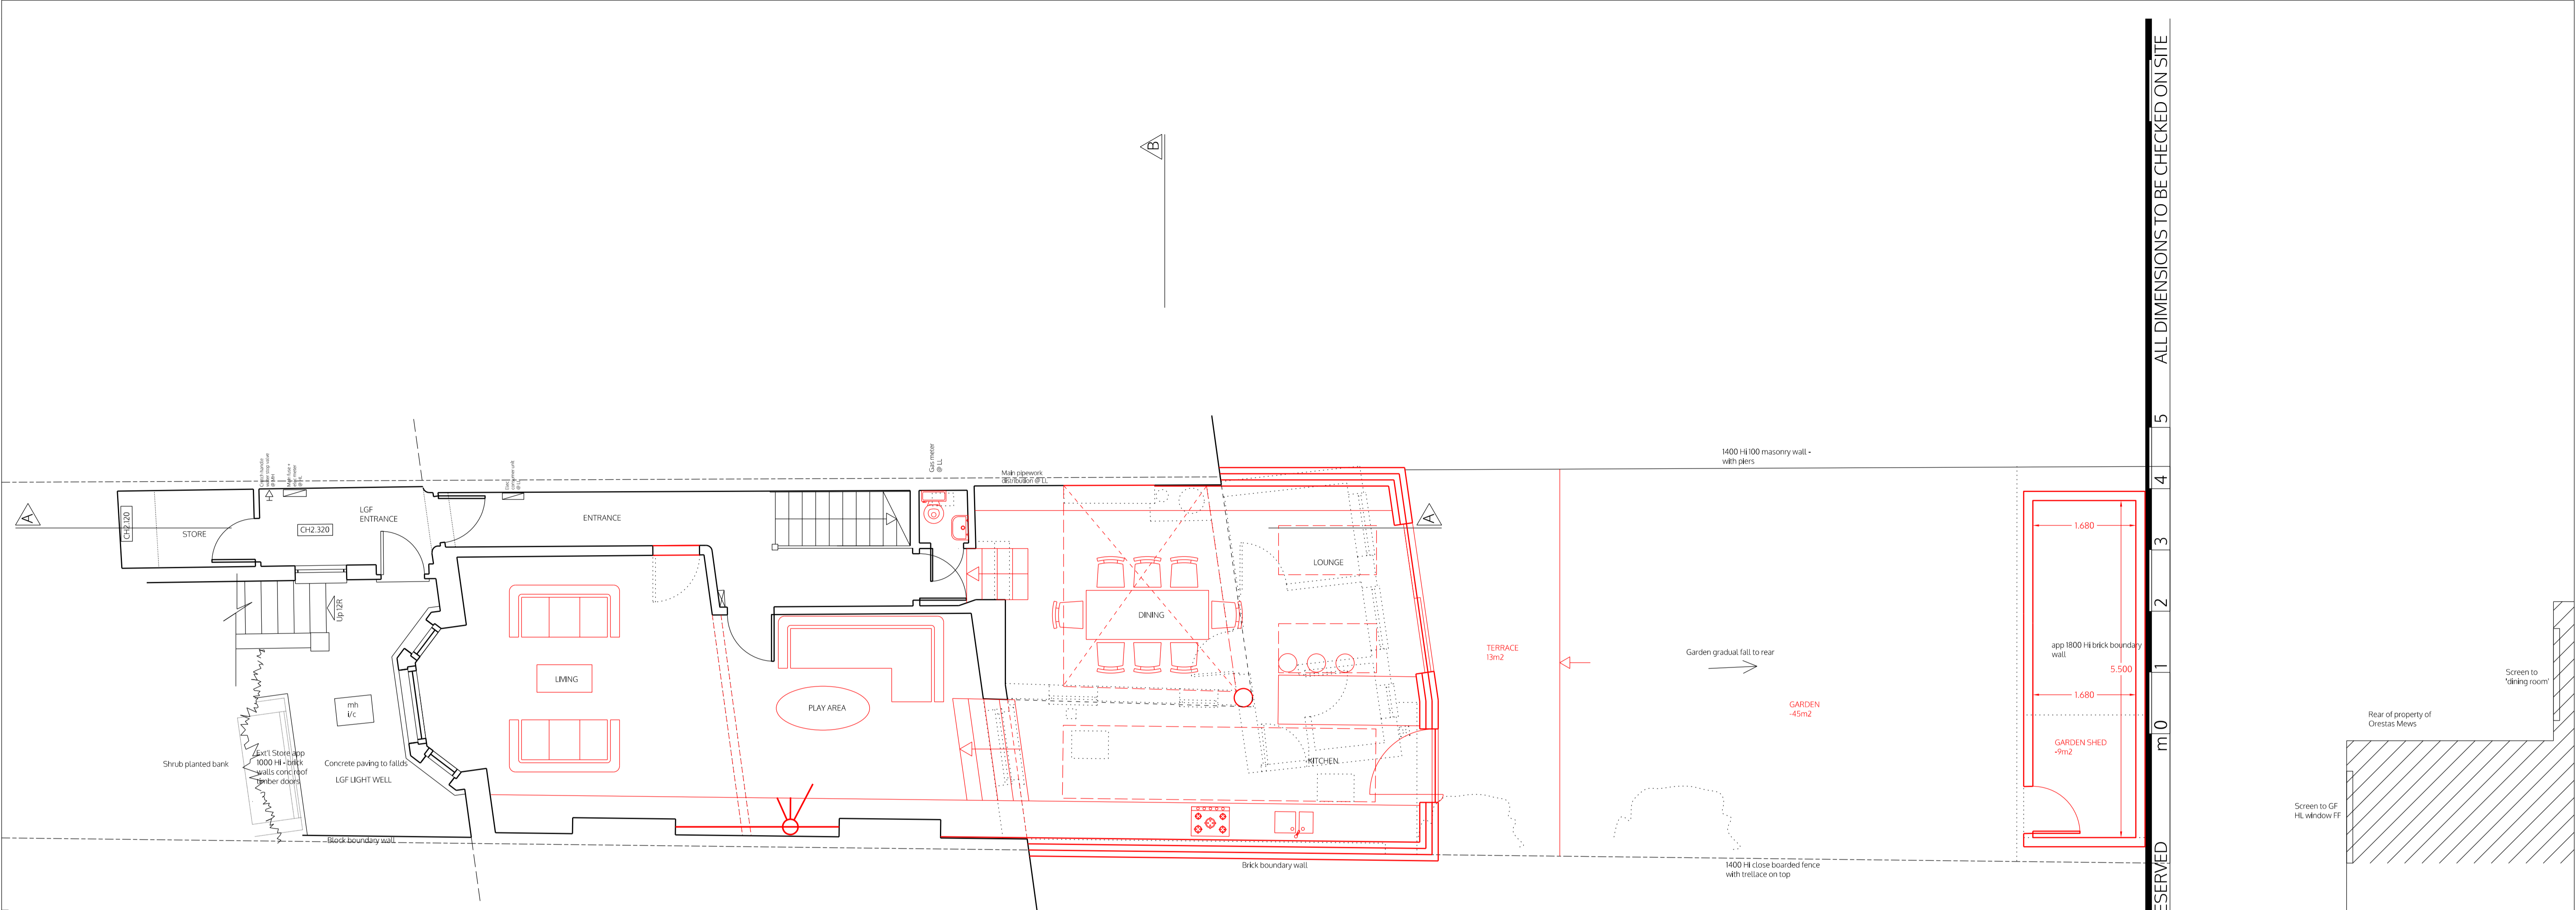 B
ALL DIMENSIONS TO BE CHECKED ON SITE
5
4
3
2
1
0
m
ESERVED
A
CH2.120
STORE
CH2.320
LGF
ENTRANCE
@ LL
ENTRANCE
Gas meter
@ LL
Main pipework
distribution @ LL
Up 12R
mh
i/c
Shrub planted bank
Ext'l Store app
1000 Hi - brick
walls conc roof
timber doors
Concrete paving to fallds
LGF LIGHT WELL
Block boundary wall
LIVING
PLAY AREA
DINING
LOUNGE
KITCHEN
A
Brick boundary wall
TERRACE
13m2
1400 Hi 100 masonry wall -
with piers
Garden gradual fall to rear
GARDEN
-45m2
1400 Hi close boarded fence
with trellace on top
1.680
app 1800 Hi brick boundary
wall
5.500
1.680
GARDEN SHED
-9m2
Screen to
'dining room'
Rear of property of
Orestas Mews
Screen to GF
HL window FF